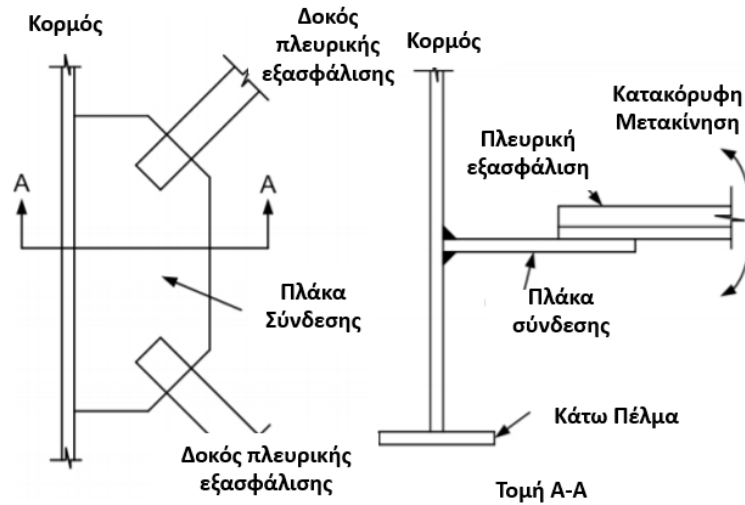 Κορμός
Δοκός
πλευρικής
εξασφάλισης
A
A
Πλάκα
Σύνδεσης
Δοκός πλευρικής
εξασφάλισης
Κορμός
Κατακόρυφη
Μετακίνηση
Πλευρική
εξασφάλιση
Πλάκα
σύνδεσης
Κάτω Πέλμα
Τομή Α-Α